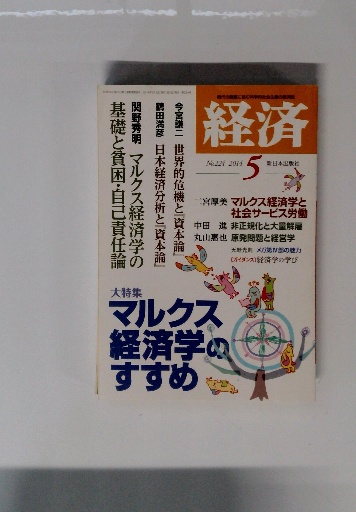 経済
No.224 2014 5 新日本出版社
今宮謙二 世界的危機と『資本論』
鶴田満彦 日本経済分析と『資本論』
関野秀明 マルクス経済学の
基礎と貧困・自己責任論
二宮厚美 マルクス経済学と
社会サービス労働
中田 進 非正規化と大量解雇
丸山惠也 原発問題と経営学
[ガイダンス]経済学の学び
大特集
マルクス
経済学の
すすめ